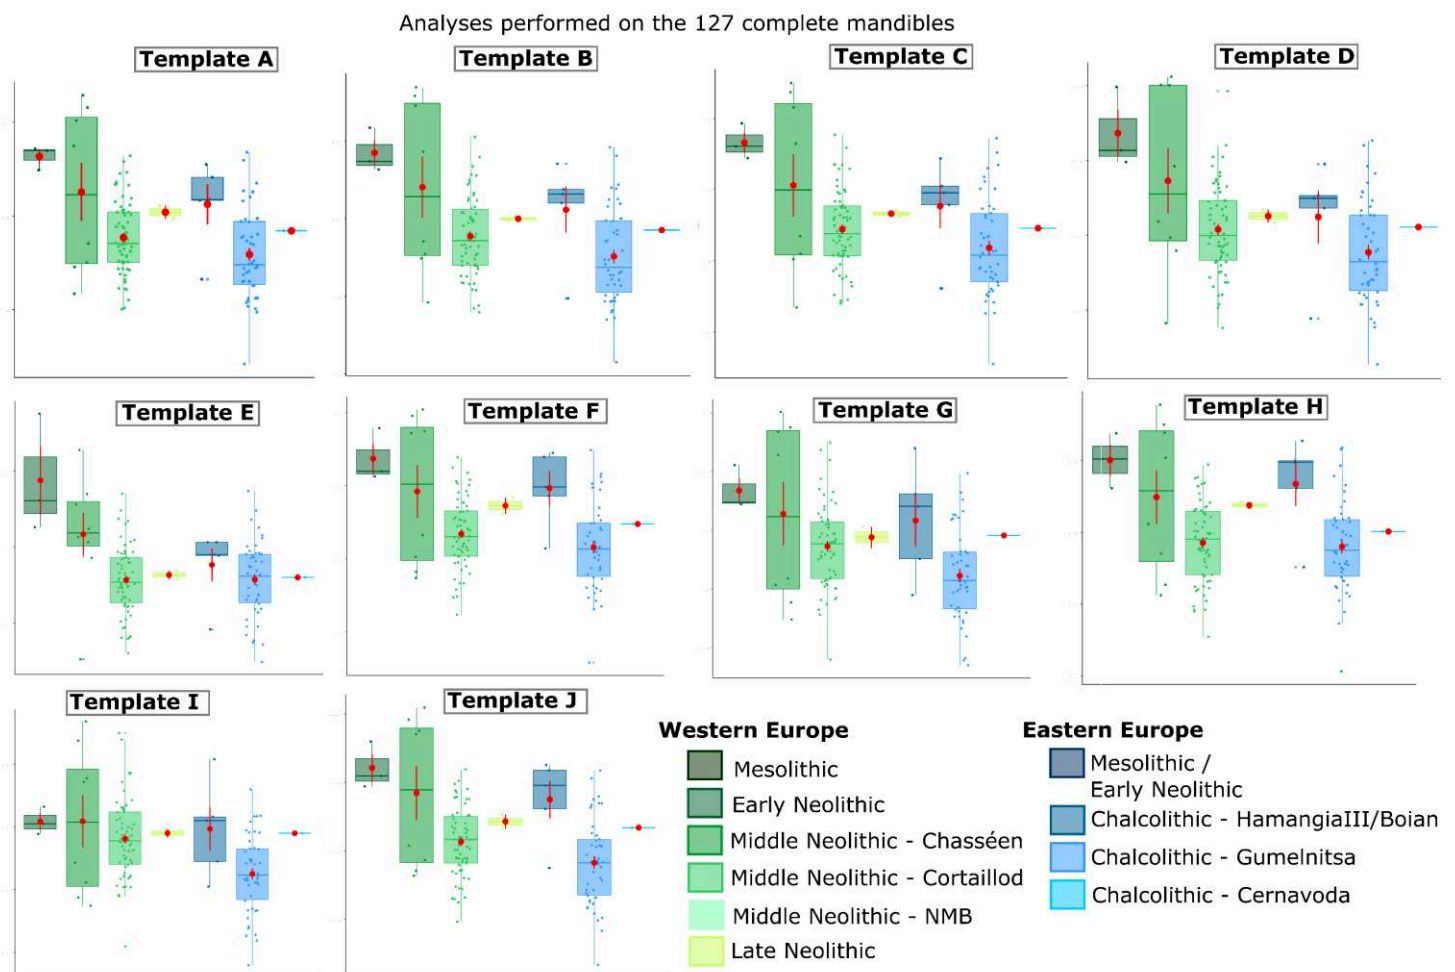 Analyses performed on the 127 complete mandibles
Template A
Template B
Template C
Template D
Template E
Template F
Template G
Template H
Template I
Template J
Western Europe
Mesolithic
Early Neolithic
Middle Neolithic - Chasséen
Middle Neolithic - Cortaillod
Middle Neolithic - NMB
Late Neolithic
Eastern Europe
Mesolithic /
Early Neolithic
Chalcolithic - HamangiaIII/Boian
Chalcolithic - Gumelnitsa
Chalcolithic - Cernavoda